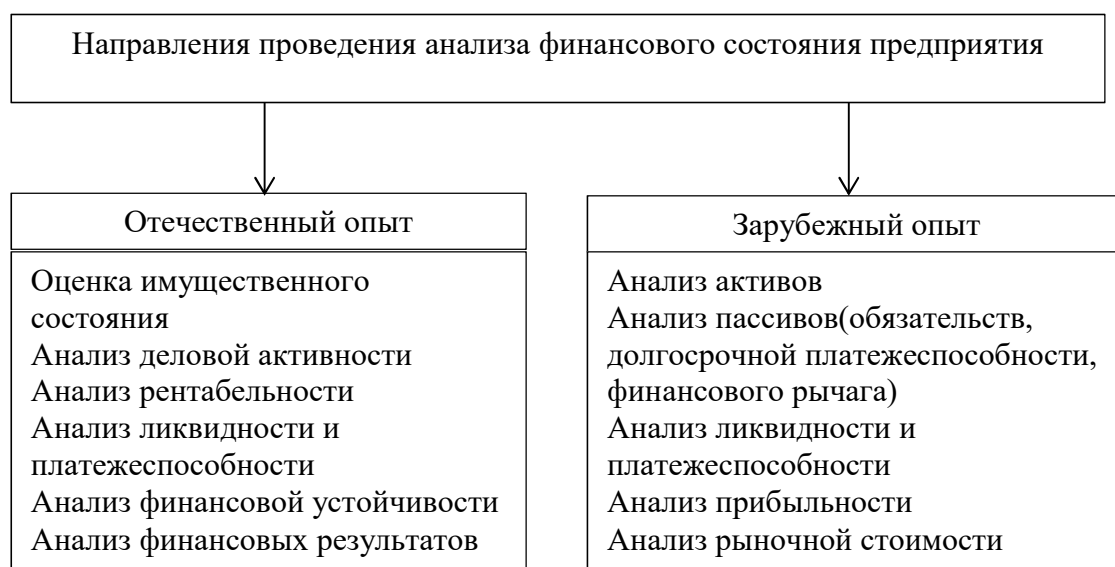 Направления проведения анализа финансового состояния предприятия
Отечественный опыт
Оценка имущественного
состояния
Анализ деловой активности
Анализ рентабельности
Анализ ликвидности и
платежеспособности
Анализ финансовой устойчивости
Анализ финансовых результатов
Зарубежный опыт
Анализ активов
Анализ пассивов(обязательств,
долгосрочной платежеспособности,
финансового рычага)
Анализ ликвидности и
платежеспособности
Анализ прибыльности
Анализ рыночной стоимости